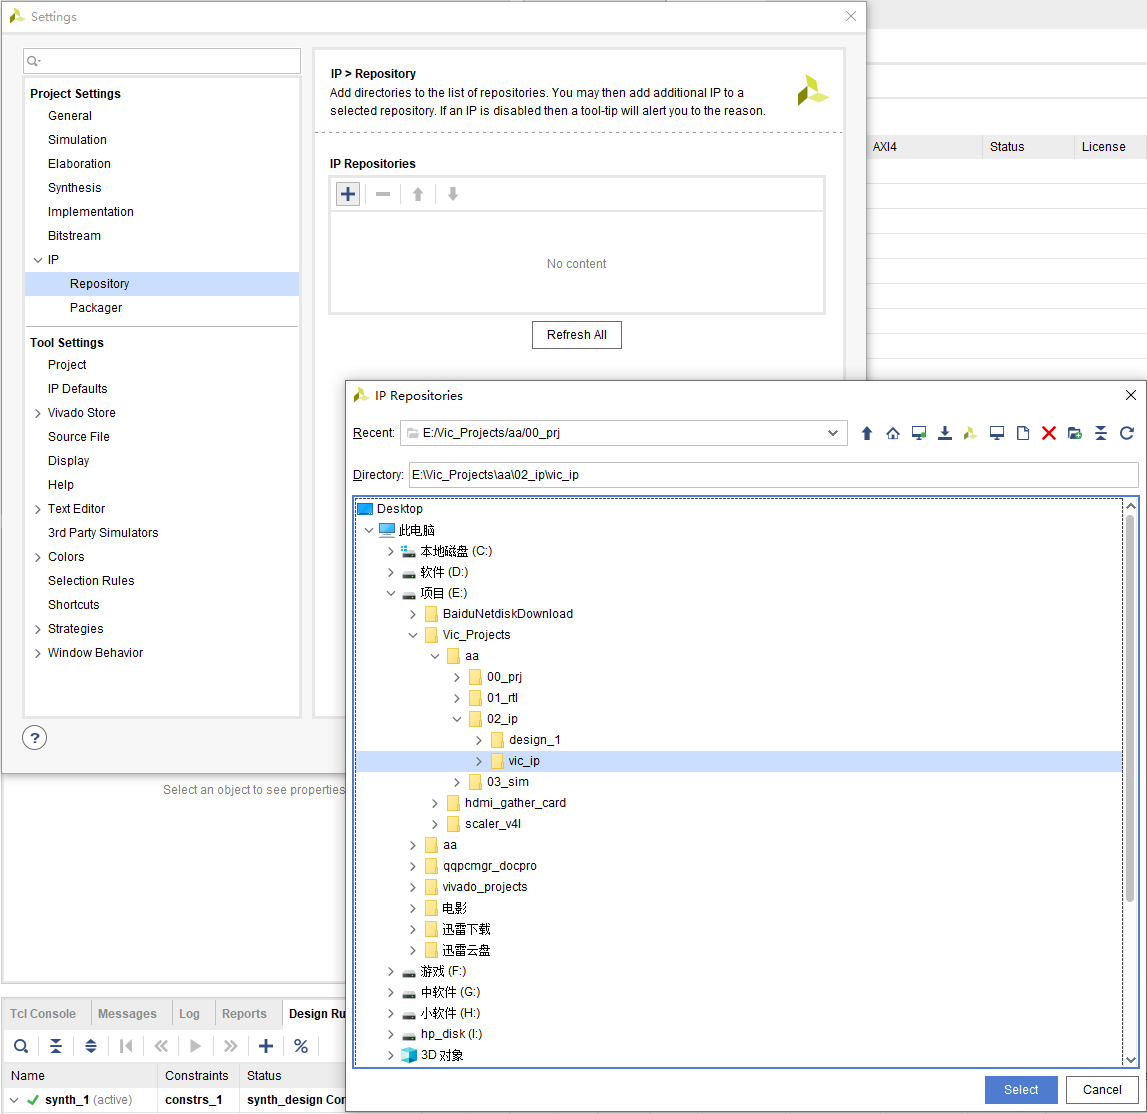 Settings
Project Settings
General
Simulation
Elaboration
Synthesis
Implementation
Bitstream
IP
Repository
Packager
Tool Settings
Project
IP Defaults
Vivado Store
Source File
Display
Help
Text Editor
3rd Party Simulators
Colors
Selection Rules
Shortcuts
Strategies
Window Behavior
?
IP > Repository
Add directories to the list of repositories. You may then add additional IP to a
selected repository. If an IP is disabled then a tool-tip will alert you to the reason.
IP Repositories
No content
Refresh All
AXI4 Status License
IP Repositories
Recent: E:/Vic_Projects/aa/00_prj
Directory: E:\Vic_Projects\aa\02_ip\vic_ip
Desktop
此电脑
本地磁盘 (C:)
软件 (D:)
项目 (E:)
BaiduNetdiskDownload
Vic_Projects
aa
00_prj
01_rtl
02_ip
design_1
vic_ip
03_sim
hdmi_gather_card
scaler_v4l
aa
qqpcmgr_docpro
vivado_projects
电影
迅雷下载
迅雷云盘
游戏 (F:)
中软件 (G:)
小软件 (H:)
hp_disk (I:)
3D 对象
Select Cancel
Select an object to see properties
Tcl Console Messages Log Reports Design Ru
Name Constraints Status
synth_1 (active) constrs_1 synth_design Con